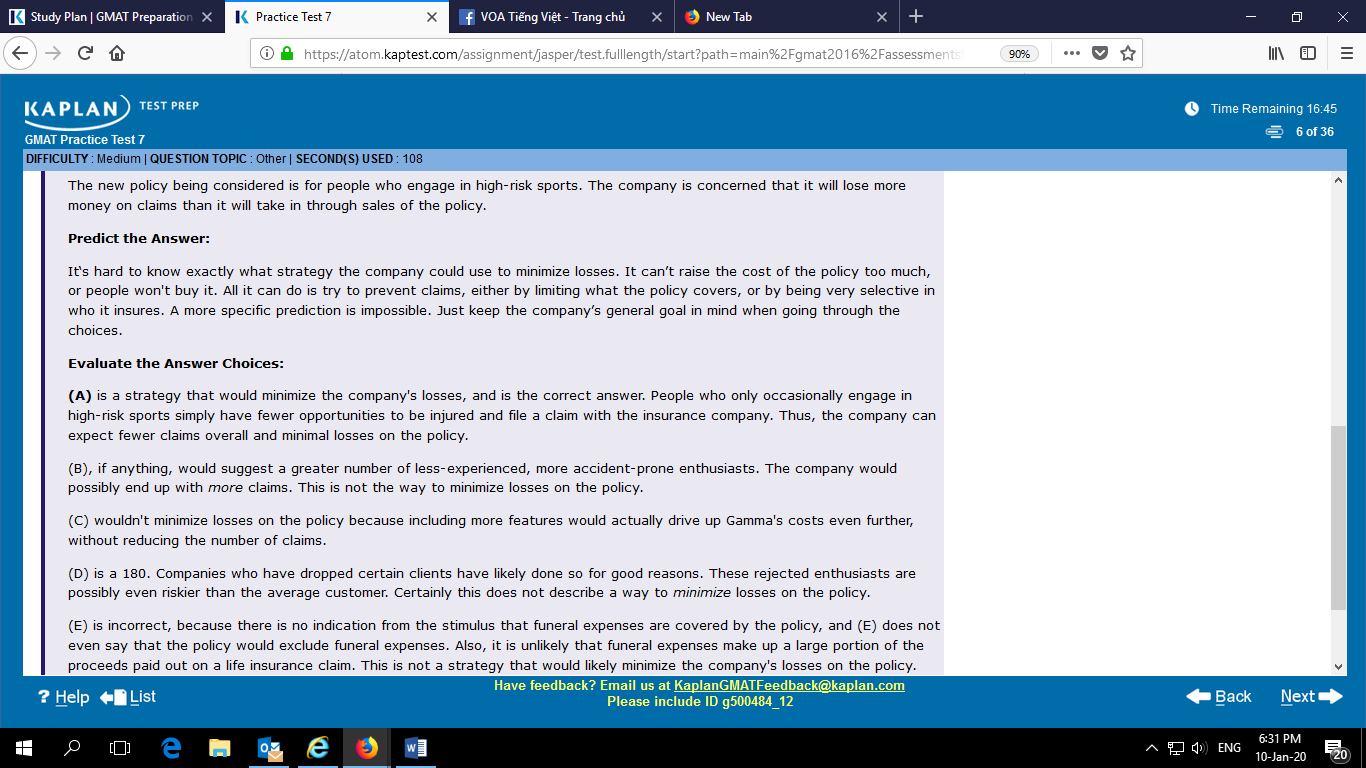 Study Plan | GMAT Preparation
Practice Test 7
VOA Tiếng Việt - Trang chủ
New Tab
https://atom.kaptest.com/assignment/jasper/test.fulllength/start?path=main%2Fgmat2016%2Fassessments
90%
KAPLAN TEST PREP
Time Remaining 16:45
GMAT Practice Test 7
6 of 36
DIFFICULTY : Medium | QUESTION TOPIC : Other | SECOND(S) USED : 108
The new policy being considered is for people who engage in high-risk sports. The company is concerned that it will lose more
money on claims than it will take in through sales of the policy.
Predict the Answer:
It's hard to know exactly what strategy the company could use to minimize losses. It can't raise the cost of the policy too much,
or people won't buy it. All it can do is try to prevent claims, either by limiting what the policy covers, or by being very selective in
who it insures. A more specific prediction is impossible. Just keep the company's general goal in mind when going through the
choices.
Evaluate the Answer Choices:
(A) is a strategy that would minimize the company's losses, and is the correct answer. People who only occasionally engage in
high-risk sports simply have fewer opportunities to be injured and file a claim with the insurance company. Thus, the company can
expect fewer claims overall and minimal losses on the policy.
(B), if anything, would suggest a greater number of less-experienced, more accident-prone enthusiasts. The company would
possibly end up with more claims. This is not the way to minimize losses on the policy.
(C) wouldn't minimize losses on the policy because including more features would actually drive up Gamma's costs even further,
without reducing the number of claims.
(D) is a 180. Companies who have dropped certain clients have likely done so for good reasons. These rejected enthusiasts are
possibly even riskier than the average customer. Certainly this does not describe a way to minimize losses on the policy.
(E) is incorrect, because there is no indication from the stimulus that funeral expenses are covered by the policy, and (E) does not
even say that the policy would exclude funeral expenses. Also, it is unlikely that funeral expenses make up a large portion of the
proceeds paid out on a life insurance claim. This is not a strategy that would likely minimize the company's losses on the policy.
? Help
List
Have feedback? Email us at KaplanGMATFeedback@kaplan.com
Please include ID g500484_12
Back
Next
ENG
6:31 PM
10-Jan-20
20